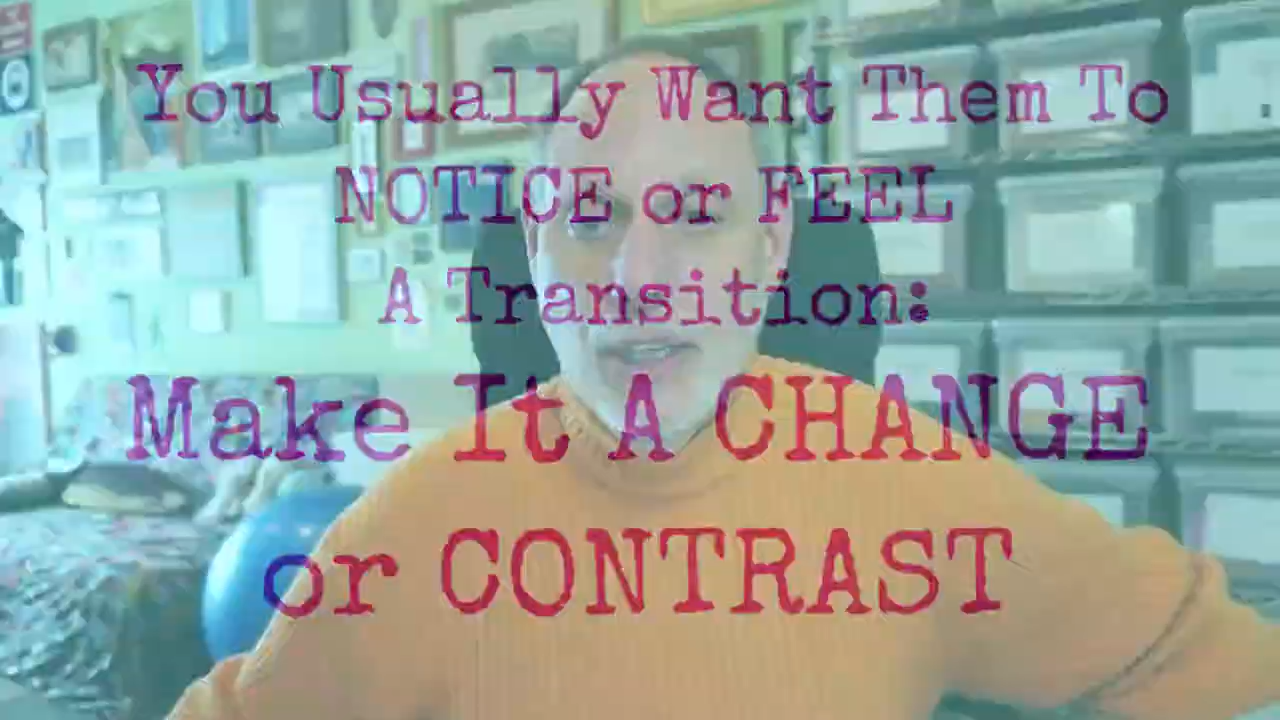 You Usually Want Them To
NOTICE or FEEL
A Transition:
Make It A CHANGE
or CONTRAST